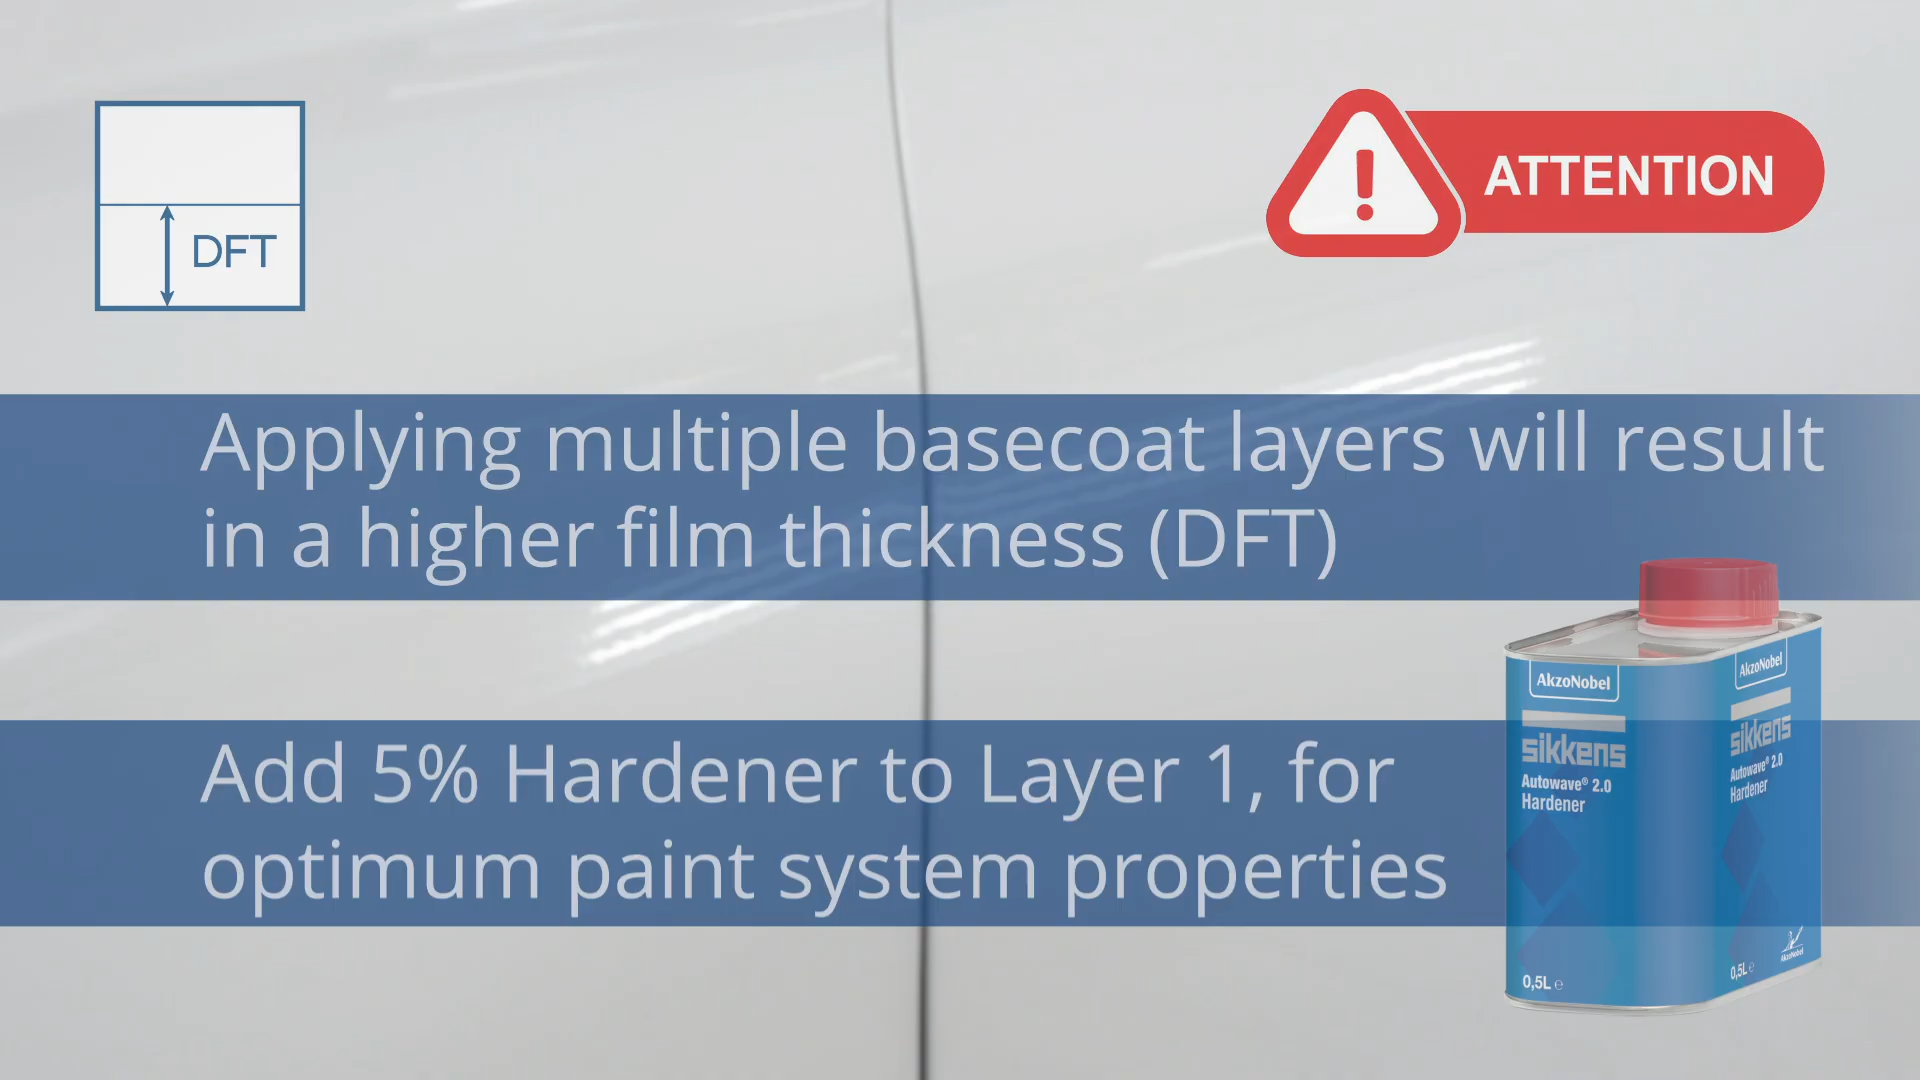 DFT
ATTENTION
Applying multiple basecoat layers will result
in a higher film thickness (DFT)
Add 5% Hardener to Layer 1, for
optimum paint system properties
AkzoNobel
sikkens
Autowave® 2.0
Hardener
0,5L ℮
AkzoNobel
sikkens
Autowave® 2.0
Hardener
AkzoNobel
0,5L ℮